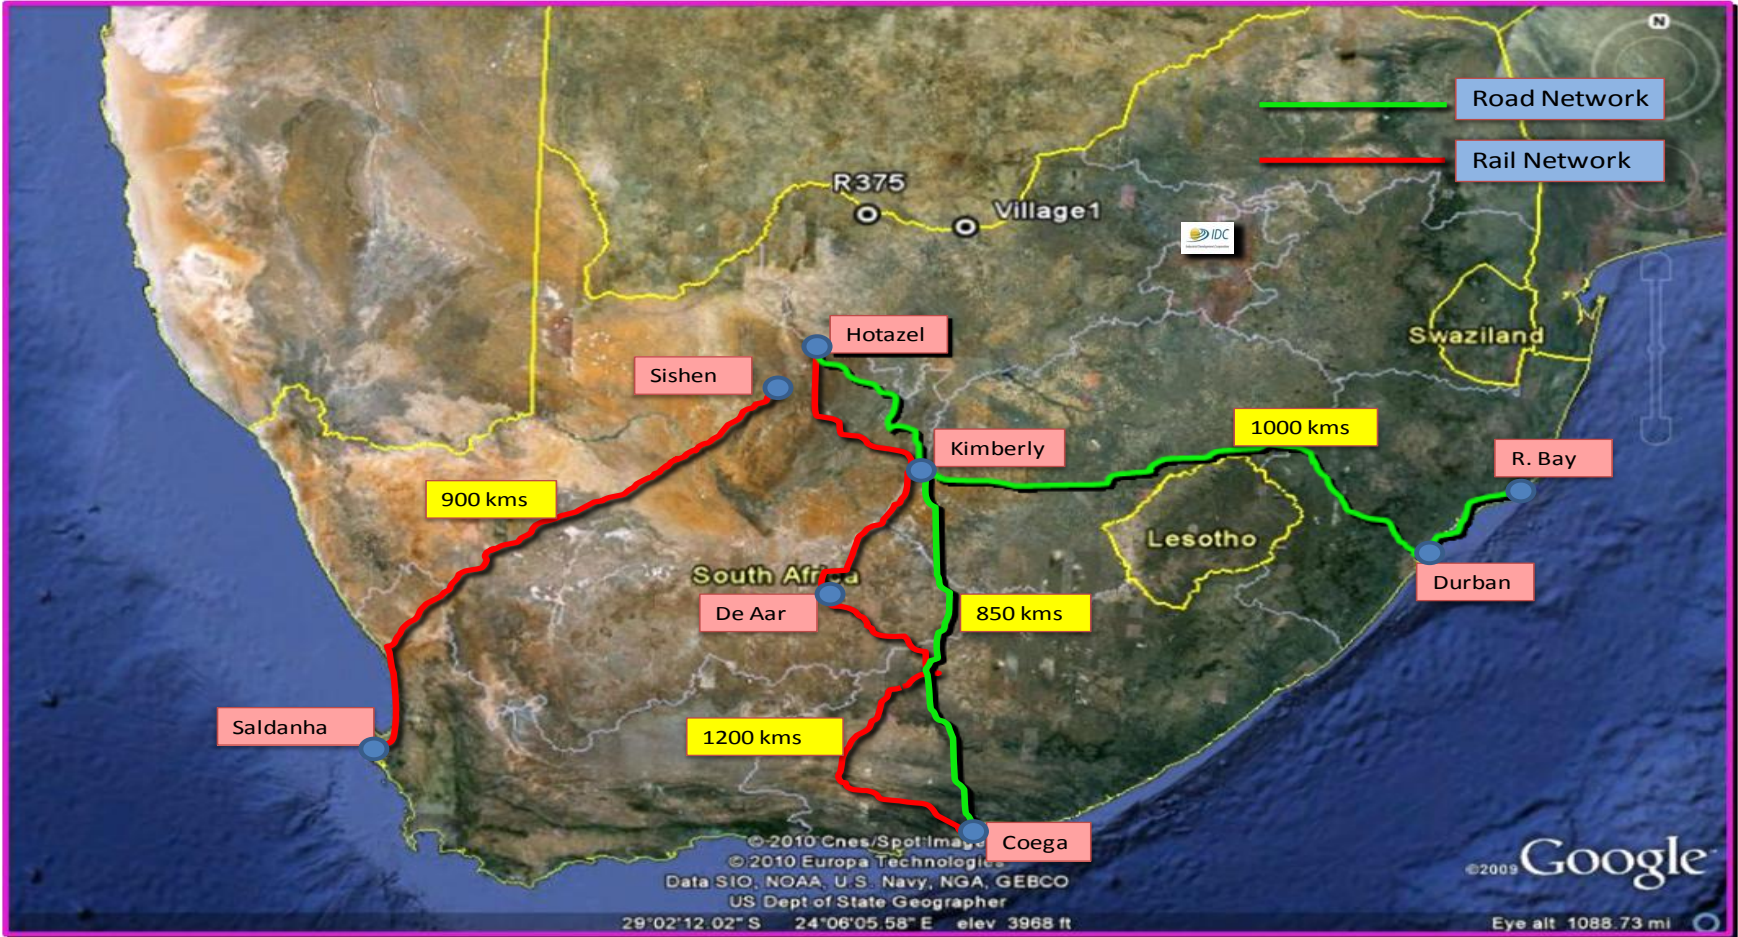 N
Road Network
Rail Network
R375
Village1
IDC
Hotazel
Swaziland
Sishen
1000 kms
Kimberly
R. Bay
900 kms
Lesotho
South Africa
Durban
De Aar
850 kms
Saldanha
1200 kms
Coega
© 2010 Cnes/Spot Image
© 2010 Europa Technologies
Data SIO, NOAA, U.S. Navy, NGA, GEBCO
US Dept of State Geographer
©2009 Google
29°02'12.02" S 24°06'05.58" E elev 3968 ft
Eye alt 1088.73 mi